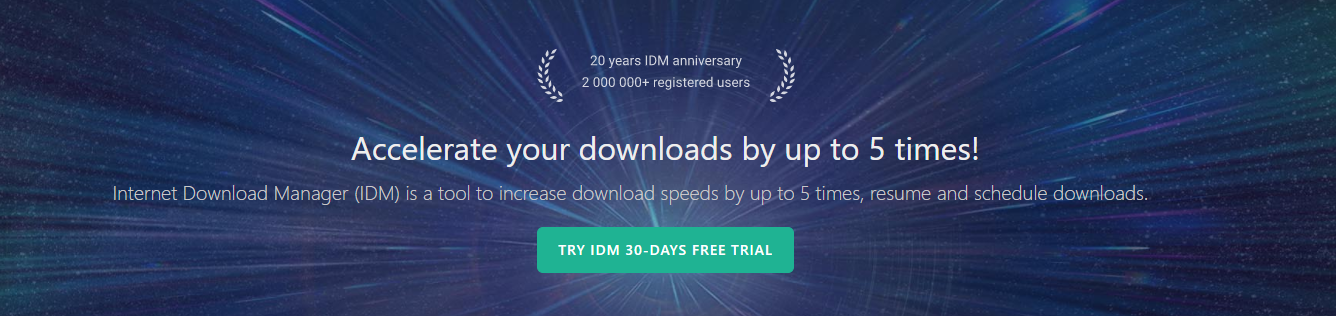 20 years IDM anniversary
2 000 000+ registered users
Accelerate your downloads by up to 5 times!
Internet Download Manager (IDM) is a tool to increase download speeds by up to 5 times, resume and schedule downloads.
TRY IDM 30-DAYS FREE TRIAL